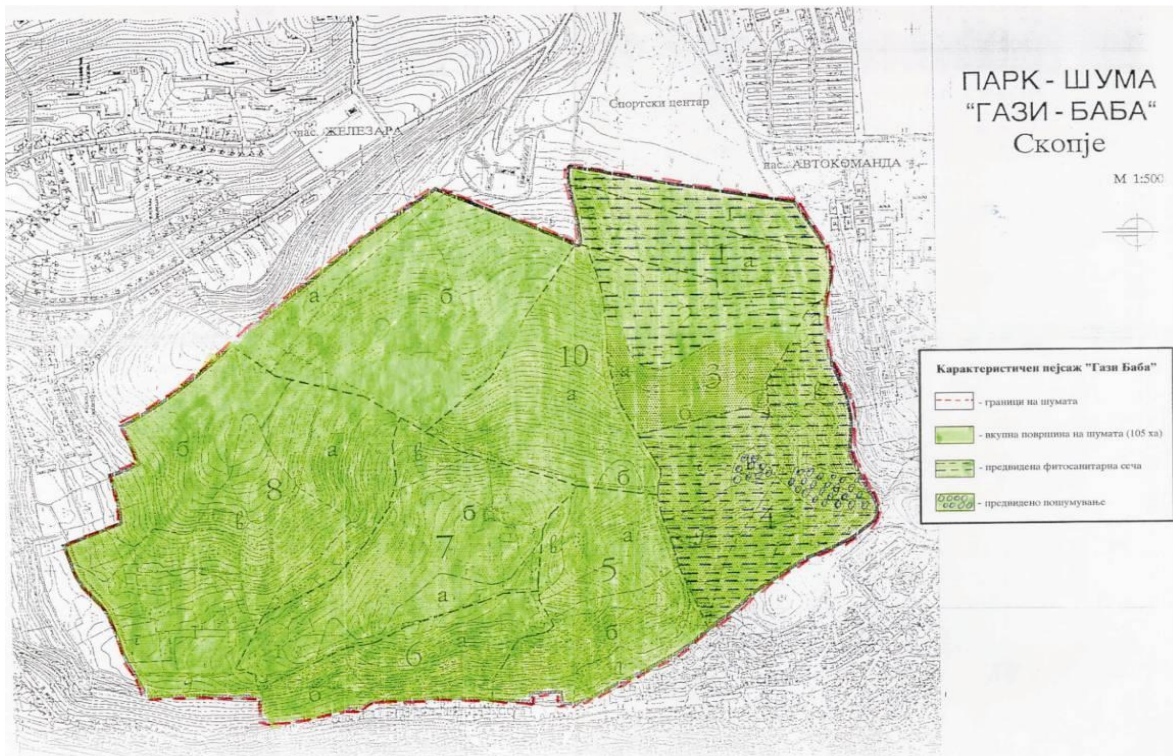 ПАРК - ШУМА
"ГАЗИ - БАБА"
Скопје
М 1:500
Спортски центар
нас. ЖЕЛЕЗАРА
нас. АВТОКОМАНДА
1 а
а б
10
а
3
б
б а
8
б
7
а
б
а
5
б
4
а
6
б
Карактеристичен пејсаж "Гази Баба"
- граници на шумата
- вкупна површина на шумата (105 ха)
- предвидена фитосанитарна сеча
- предвидено пошумување